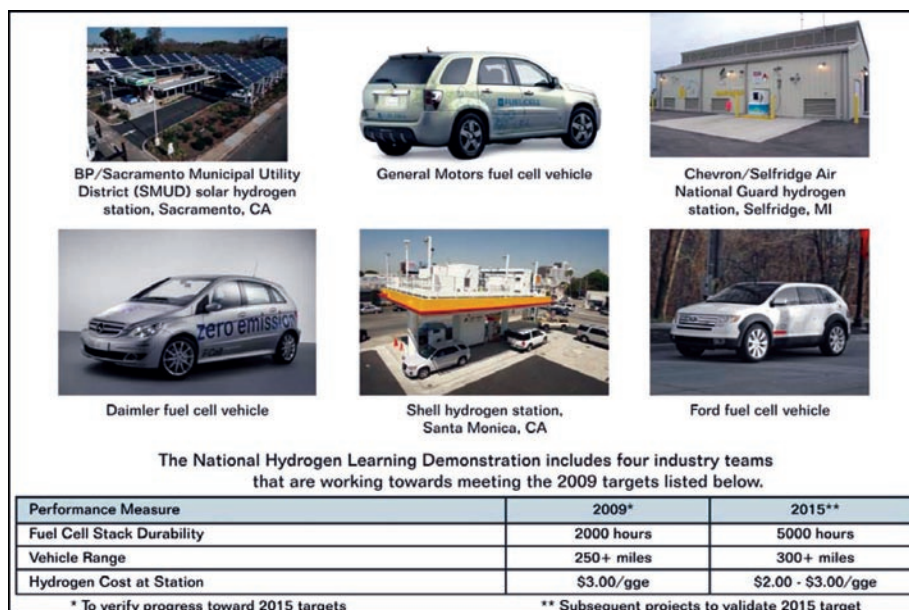 BP/Sacramento Municipal Utility
District (SMUD) solar hydrogen
station, Sacramento, CA
General Motors fuel cell vehicle
Chevron/Selfridge Air
National Guard hydrogen
station, Selfridge, MI
FUELCELL
zero emission
Daimler fuel cell vehicle
Shell hydrogen station,
Santa Monica, CA
Ford fuel cell vehicle
The National Hydrogen Learning Demonstration includes four industry teams
that are working towards meeting the 2009 targets listed below.
Performance Measure 2009* 2015**
Fuel Cell Stack Durability 2000 hours 5000 hours
Vehicle Range 250+ miles 300+ miles
Hydrogen Cost at Station $3.00/gge $2.00 - $3.00/gge
* To verify progress toward 2015 targets ** Subsequent projects to validate 2015 target